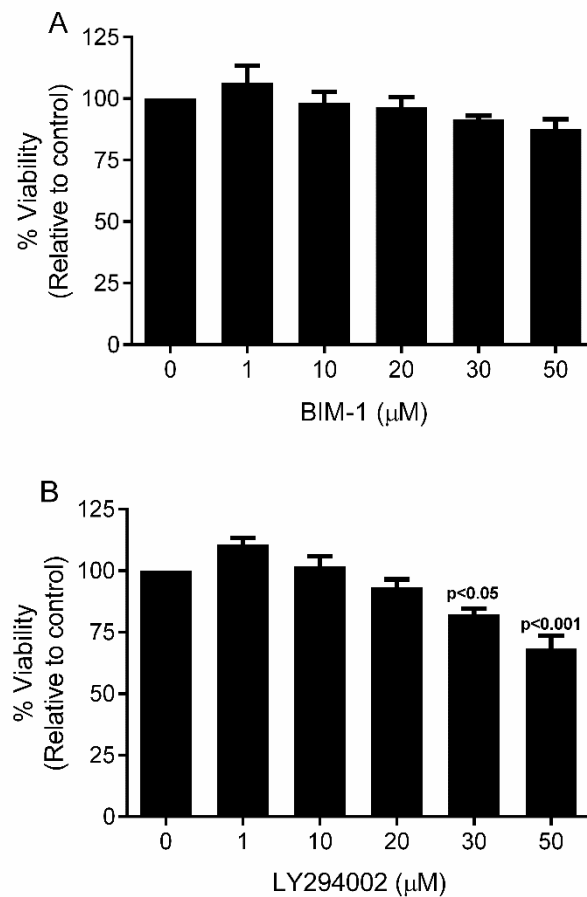 A
% Viability
(Relative to control)
125
100
75
50
25
0
0 1 10 20 30 50
BIM-1 (μM)
B
% Viability
(Relative to control)
125
100
75
50
25
0
p<0.05
p<0.001
0 1 10 20 30 50
LY294002 (μM)